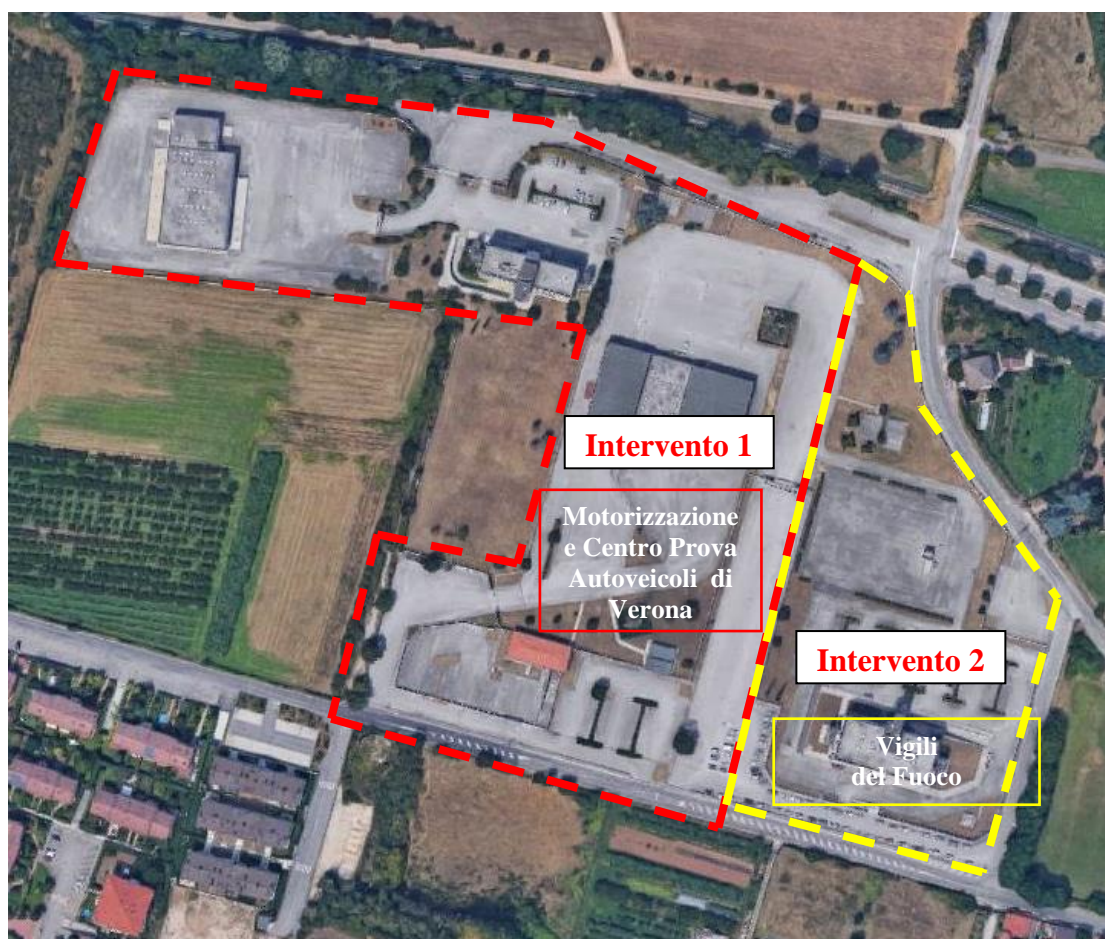 Intervento 1
Motorizzazione
e Centro Prova
Autoveicoli di
Verona
Intervento 2
Vigili
del Fuoco